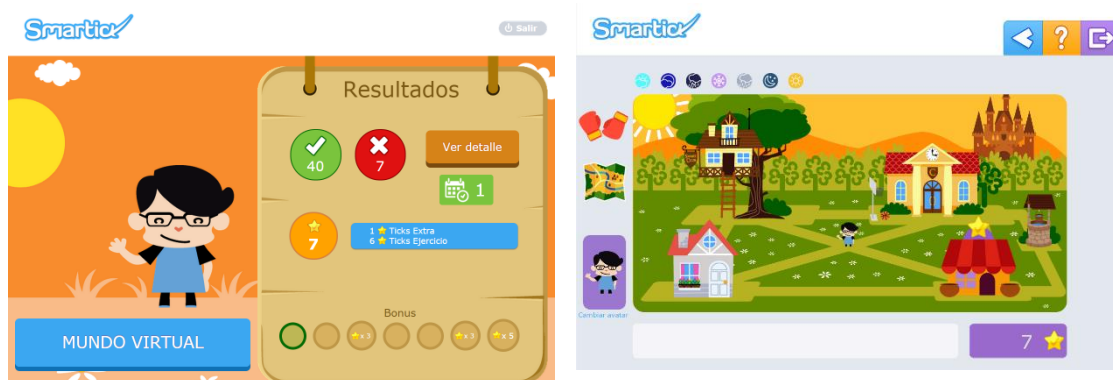 Smartick
Salir
Resultados
40
7
Ver detalle
1
7
1 Ticks Extra
6 Ticks Ejercicio
Bonus
x 3
x 3
x 5
MUNDO VIRTUAL
Smartick
?
Cambiar avatar
7